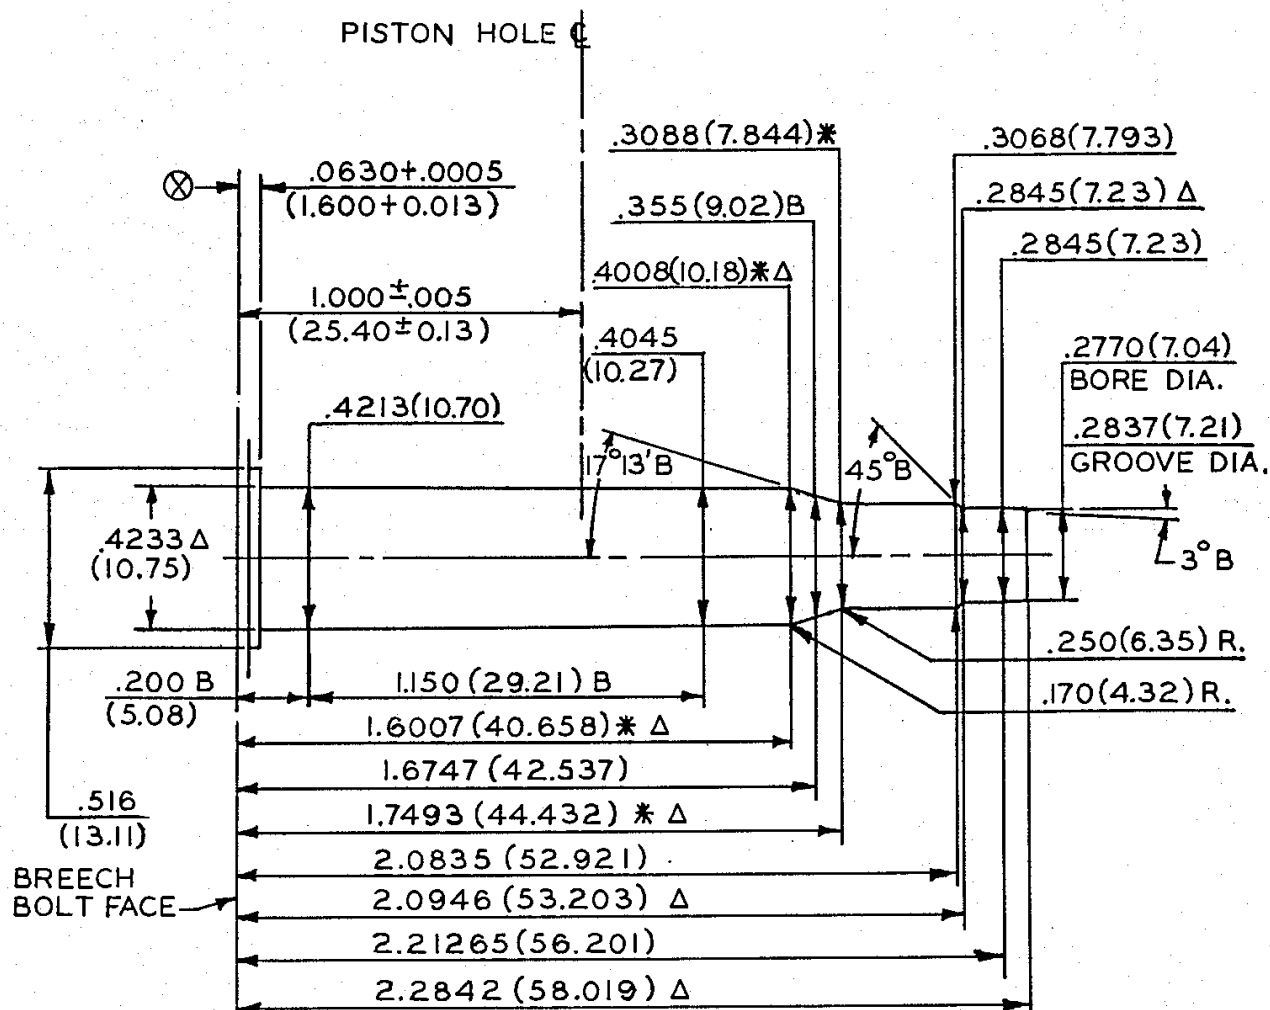 PISTON HOLE ℄
.3088(7.844)*
.3068(7.793)
.0630+.0005
(1.600+0.013)
.2845(7.23) Δ
.355(9.02)B
.2845(7.23)
.4008(10.18)*Δ
1.000±.005
(25.40±0.13)
.4045
(10.27)
.2770(7.04)
BORE DIA.
.4213(10.70)
.2837(7.21)
GROOVE DIA.
17°13'B
45°B
.4233 Δ
(10.75)
3°B
.250(6.35) R.
.200 B
(5.08)
1.150 (29.21) B
.170(4.32) R.
1.6007 (40.658) * Δ
1.6747 (42.537)
.516
(13.11)
1.7493 (44.432) * Δ
2.0835 (52.921)
BREECH
BOLT FACE
2.0946 (53.203) Δ
2.21265(56.201)
2.2842 (58.019) Δ